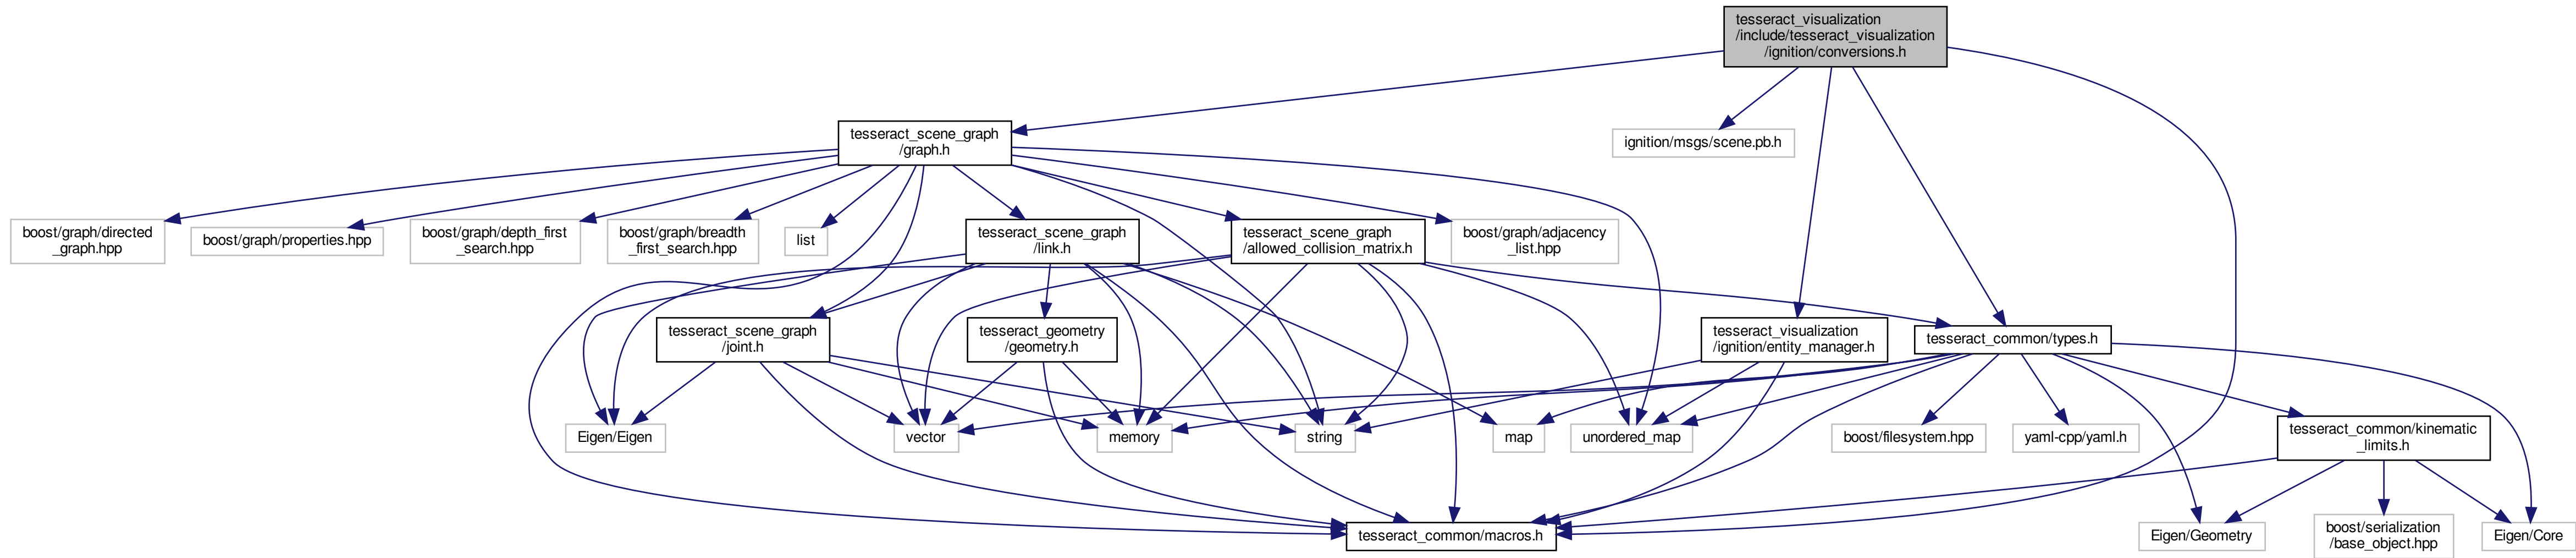 tesseract_visualization
/include/tesseract_visualization
/ignition/conversions.h
tesseract_scene_graph
/graph.h
ignition/msgs/scene.pb.h
boost/graph/directed
_graph.hpp
boost/graph/properties.hpp
boost/graph/depth_first
_search.hpp
boost/graph/breadth
_first_search.hpp
list
tesseract_scene_graph
/link.h
tesseract_scene_graph
/allowed_collision_matrix.h
boost/graph/adjacency
_list.hpp
tesseract_scene_graph
/joint.h
tesseract_geometry
/geometry.h
tesseract_visualization
/ignition/entity_manager.h
tesseract_common/types.h
Eigen/Eigen
vector
memory
string
map
unordered_map
boost/filesystem.hpp
yaml-cpp/yaml.h
tesseract_common/kinematic
_limits.h
tesseract_common/macros.h
Eigen/Geometry
boost/serialization
/base_object.hpp
Eigen/Core